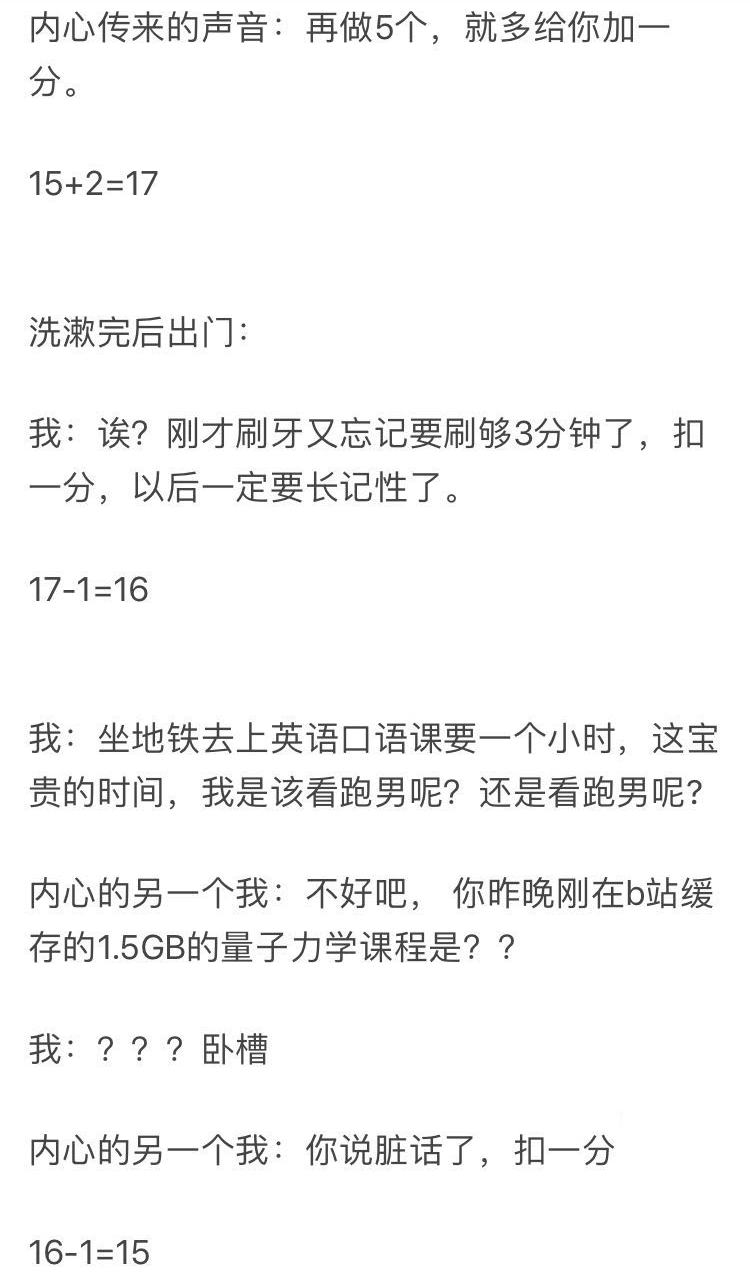 内心传来的声音：再做5个，就多给你加一
分。
15+2=17
洗漱完后出门：
我：诶？刚才刷牙又忘记要刷够3分钟了，扣
一分，以后一定要长记性了。
17-1=16
我：坐地铁去上英语口语课要一个小时，这宝
贵的时间，我是该看跑男呢？还是看跑男呢？
内心的另一个我：不好吧， 你昨晚刚在b站缓
存的1.5GB的量子力学课程是？？
我：？？？卧槽
内心的另一个我：你说脏话了，扣一分
16-1=15